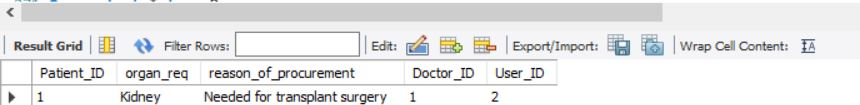 Result Grid Filter Rows: Edit: Export/Import: Wrap Cell Content:
Patient_ID organ_req reason_of_procurement Doctor_ID User_ID
1 Kidney Needed for transplant surgery 1 2